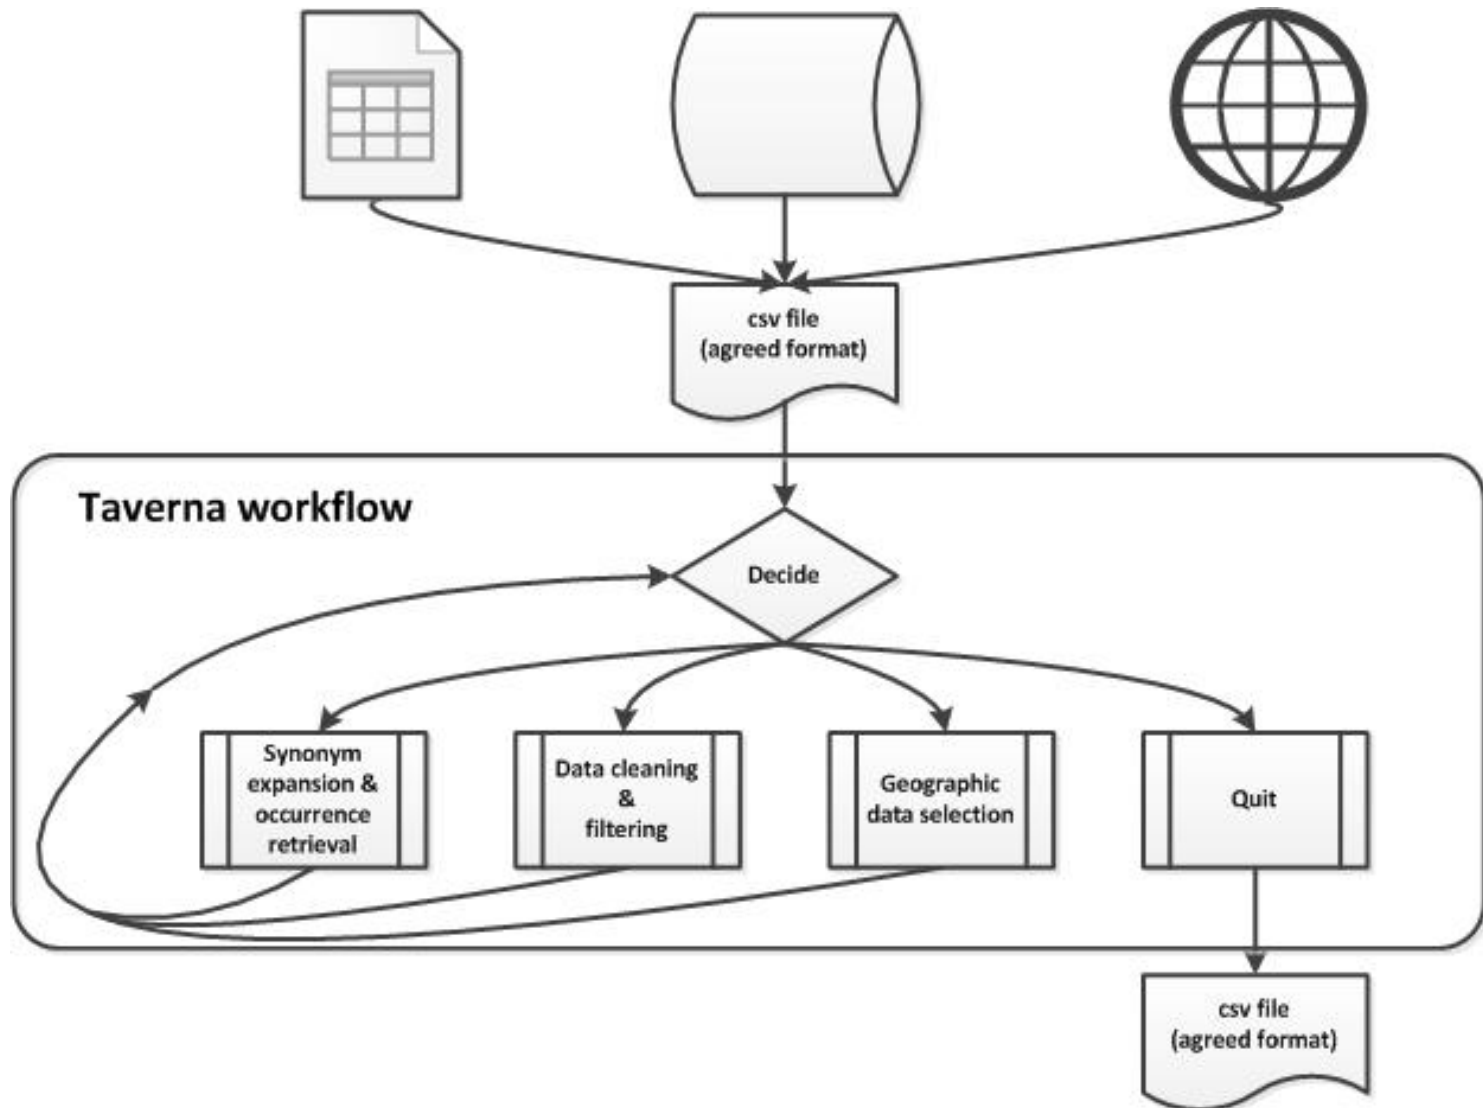 csv file
(agreed format)
Taverna workflow
Decide
Synonym
expansion &
occurrence
retrieval
Data cleaning
&
filtering
Geographic
data selection
Quit
csv file
(agreed format)